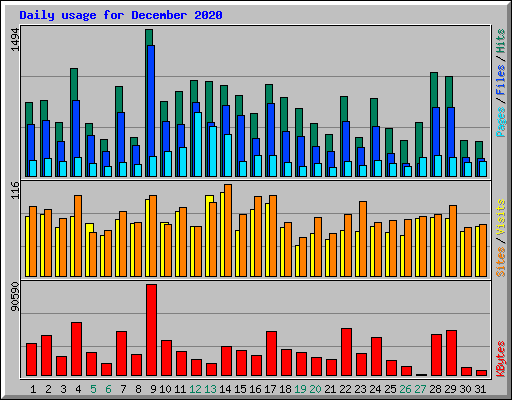 Daily usage for December 2020
1494
Pages / Files / Hits
116
Sites / Visits
90590
KBytes
1 2 3 4 5 6 7 8 9 10 11 12 13 14 15 16 17 18 19 20 21 22 23 24 25 26 27 28 29 30 31